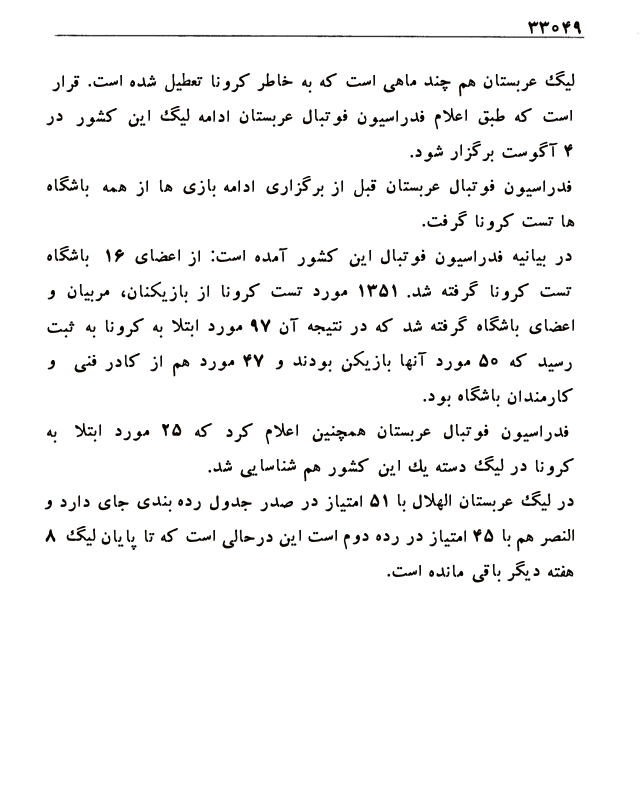 ۳۳۰۴۹
لیگ عربستان هم چند ماهی است که به خاطر کرونا تعطیل شده است. قرار
است که طبق اعلام فدراسیون فوتبال عربستان ادامه لیگ این کشور در
۴ آگوست برگزار شود.
فدراسیون فوتبال عربستان قبل از برگزاری ادامه بازی ها از همه باشگاه
ها تست کرونا گرفت.
در بیانیه فدراسیون فوتبال این کشور آمده است: از اعضای ۱۶ باشگاه
تست کرونا گرفته شد. ۱۳۵۱ مورد تست کرونا از بازیکنان، مربیان و
اعضای باشگاه گرفته شد که در نتیجه آن ۹۷ مورد ابتلا به کرونا به ثبت
رسید که ۵۰ مورد آنها بازیکن بودند و ۴۷ مورد هم از کادر فنی و
کارمندان باشگاه بود.
فدراسیون فوتبال عربستان همچنین اعلام کرد که ۲۵ مورد ابتلا به
کرونا در لیگ دسته یك این کشور هم شناسایی شد.
در لیگ عربستان الهلال با ۵۱ امتیاز در صدر جدول رده بندی جای دارد و
النصر هم با ۴۵ امتیاز در رده دوم است این درحالی است که تا پایان لیگ ۸
هفته دیگر باقی مانده است.